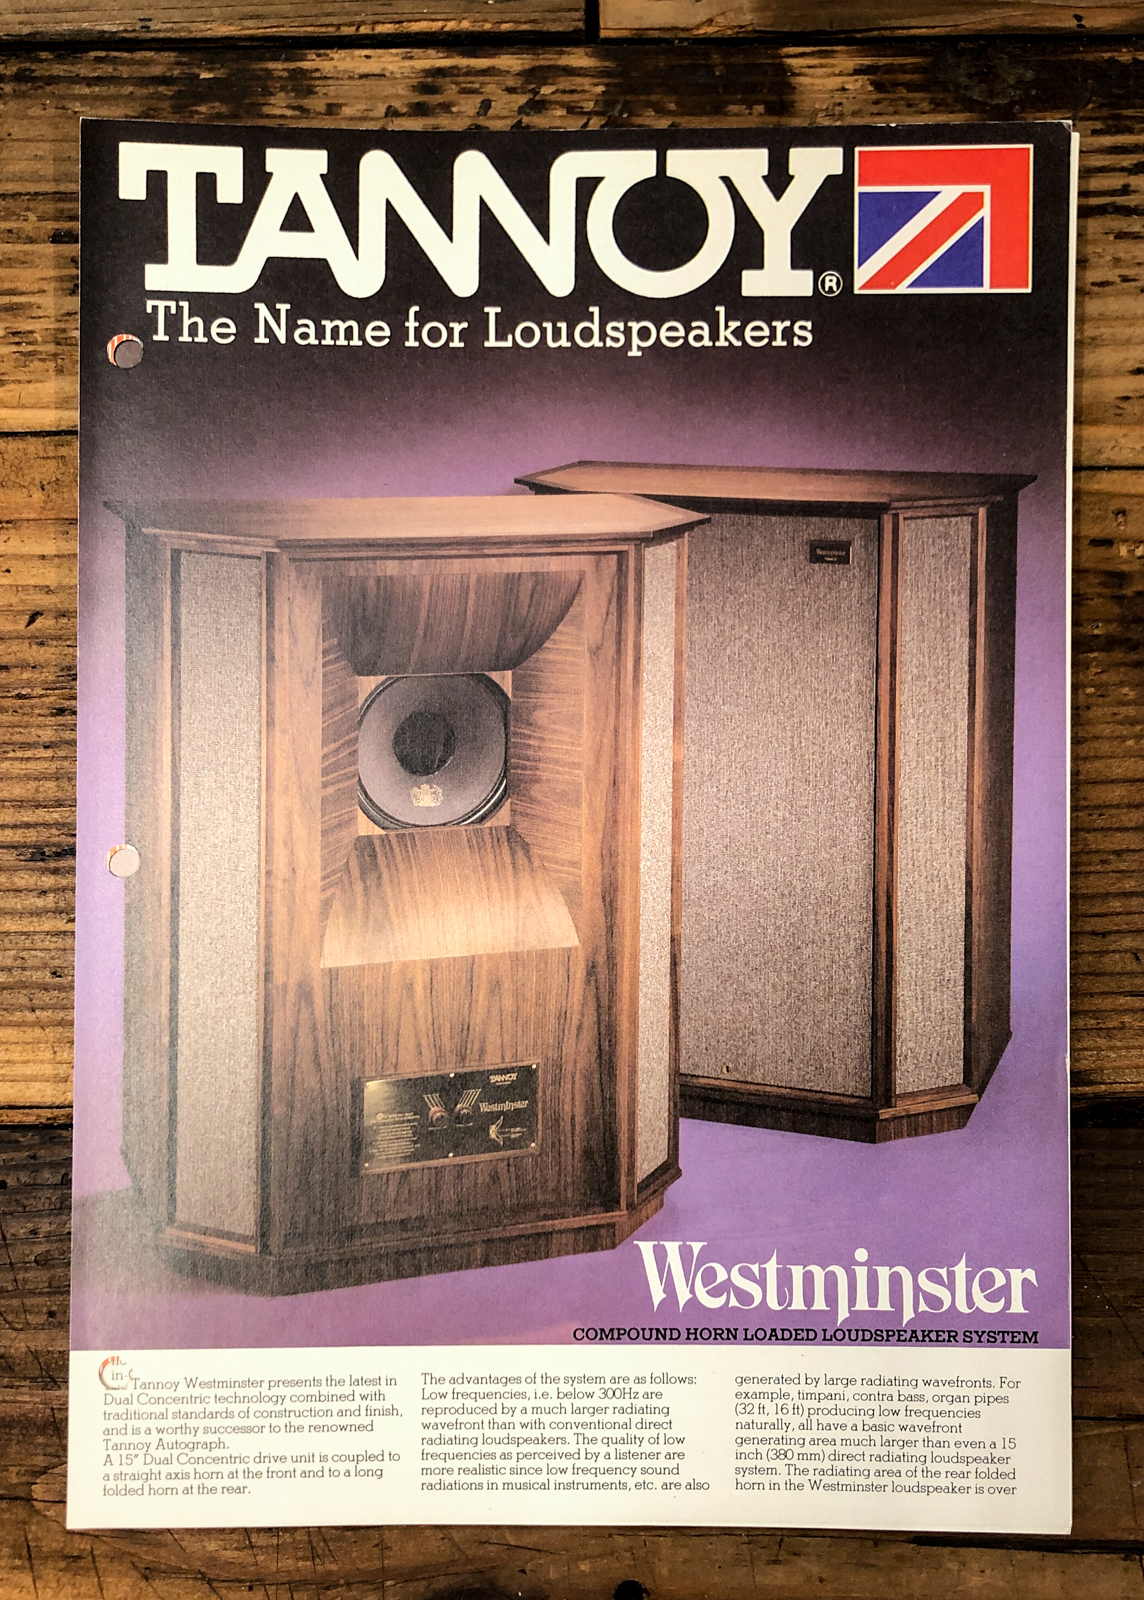 TANNOY
®
The Name for Loudspeakers
Westminster
TANNOY
Westminster
Westminster
COMPOUND HORN LOADED LOUDSPEAKER SYSTEM
Tannoy Westminster presents the latest in
Dual Concentric technology combined with
traditional standards of construction and finish,
and is a worthy successor to the renowned
Tannoy Autograph.
A 15" Dual Concentric drive unit is coupled to
a straight axis horn at the front and to a long
folded horn at the rear.
The advantages of the system are as follows:
Low frequencies, i.e. below 300Hz are
reproduced by a much larger radiating
wavefront than with conventional direct
radiating loudspeakers. The quality of low
frequencies as perceived by a listener are
more realistic since low frequency sound
radiations in musical instruments, etc. are also
generated by large radiating wavefronts. For
example, timpani, contra bass, organ pipes
(32 ft, 16 ft) producing low frequencies
naturally, all have a basic wavefront
generating area much larger than even a 15
inch (380 mm) direct radiating loudspeaker
system. The radiating area of the rear folded
horn in the Westminster loudspeaker is over